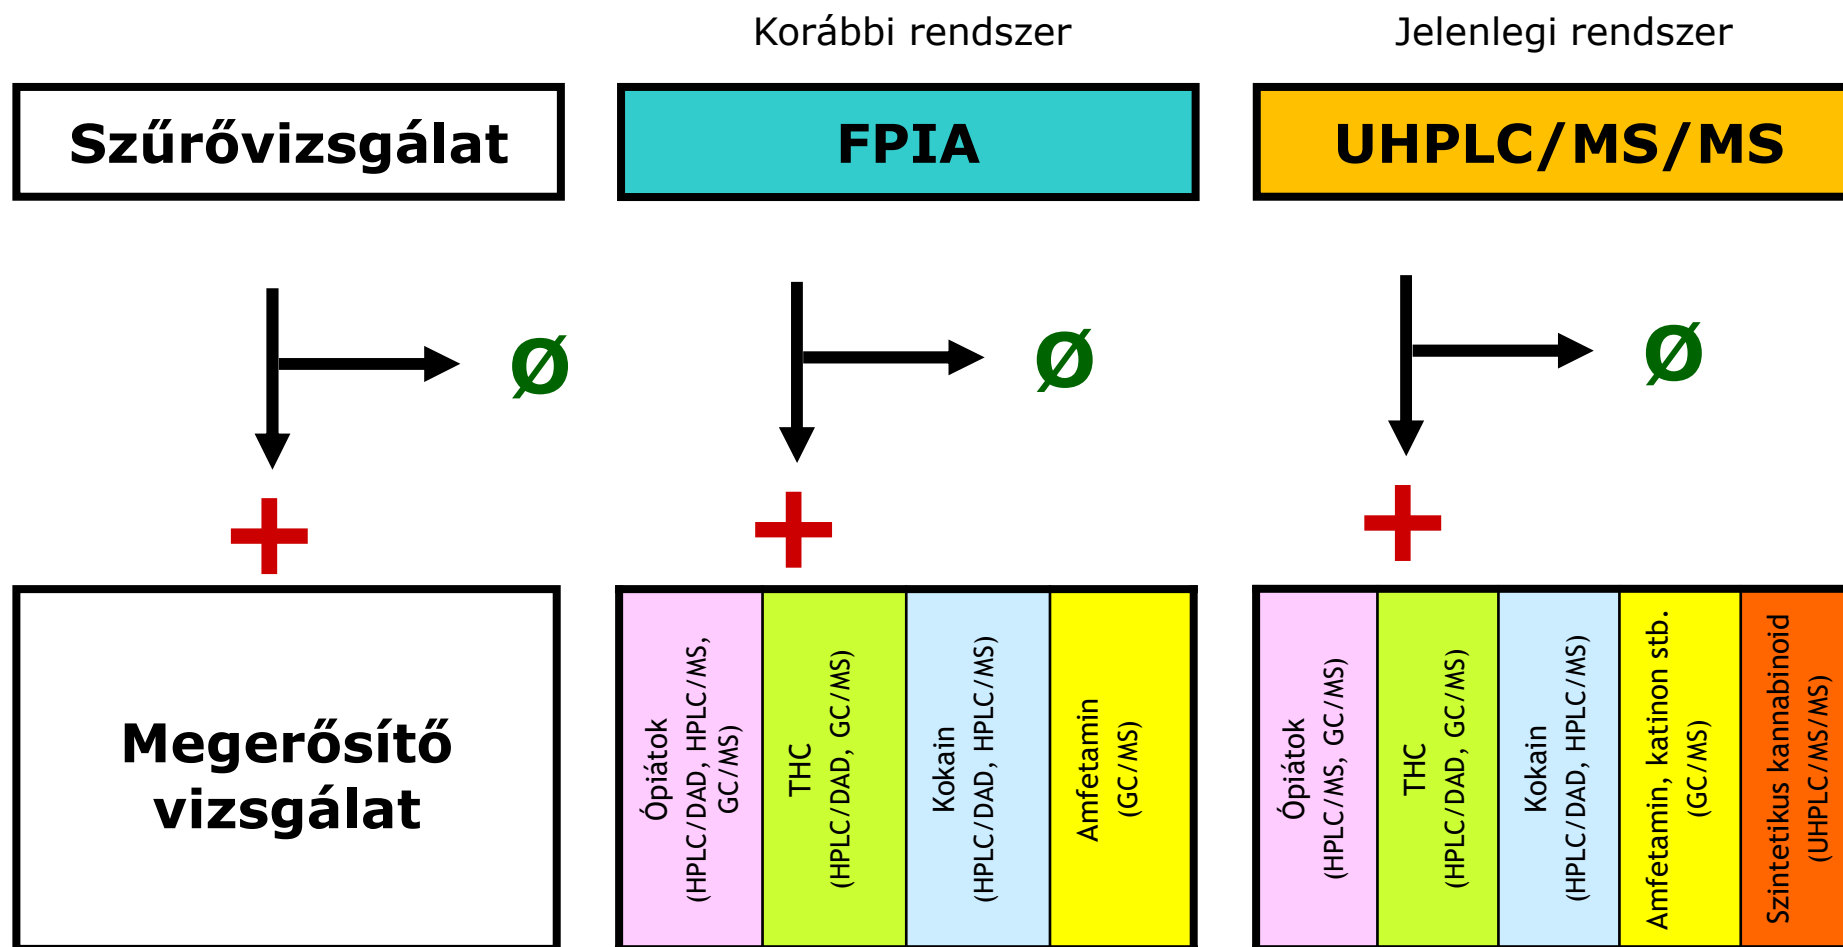 Korábbi rendszer
Jelenlegi rendszer
Szűrővizsgálat
FPIA
UHPLC/MS/MS
Ø
Ø
Ø
+
+
+
Megerősítő
vizsgálat
Ópiátok
(HPLC/DAD, HPLC/MS,
GC/MS)
THC
(HPLC/DAD, GC/MS)
Kokain
(HPLC/DAD, HPLC/MS)
Amfetamin
(GC/MS)
Ópiátok
(HPLC/MS, GC/MS)
THC
(HPLC/DAD, GC/MS)
Kokain
(HPLC/DAD, HPLC/MS)
Amfetamin, katinon stb.
(GC/MS)
Szintetikus kannabinoid
(UHPLC/MS/MS)